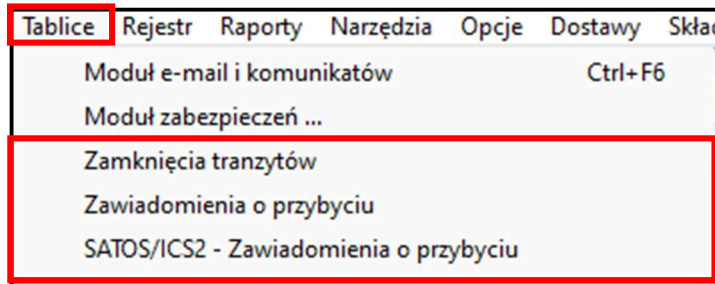 Tablice Rejestr Raporty Narzędzia Opcje Dostawy
Moduł e-mail i komunikatów Ctrl+F6
Moduł zabezpieczeń ...
Zamknięcia tranzytów
Zawiadomienia o przybyciu
SATOS/ICS2 - Zawiadomienia o przybyciu